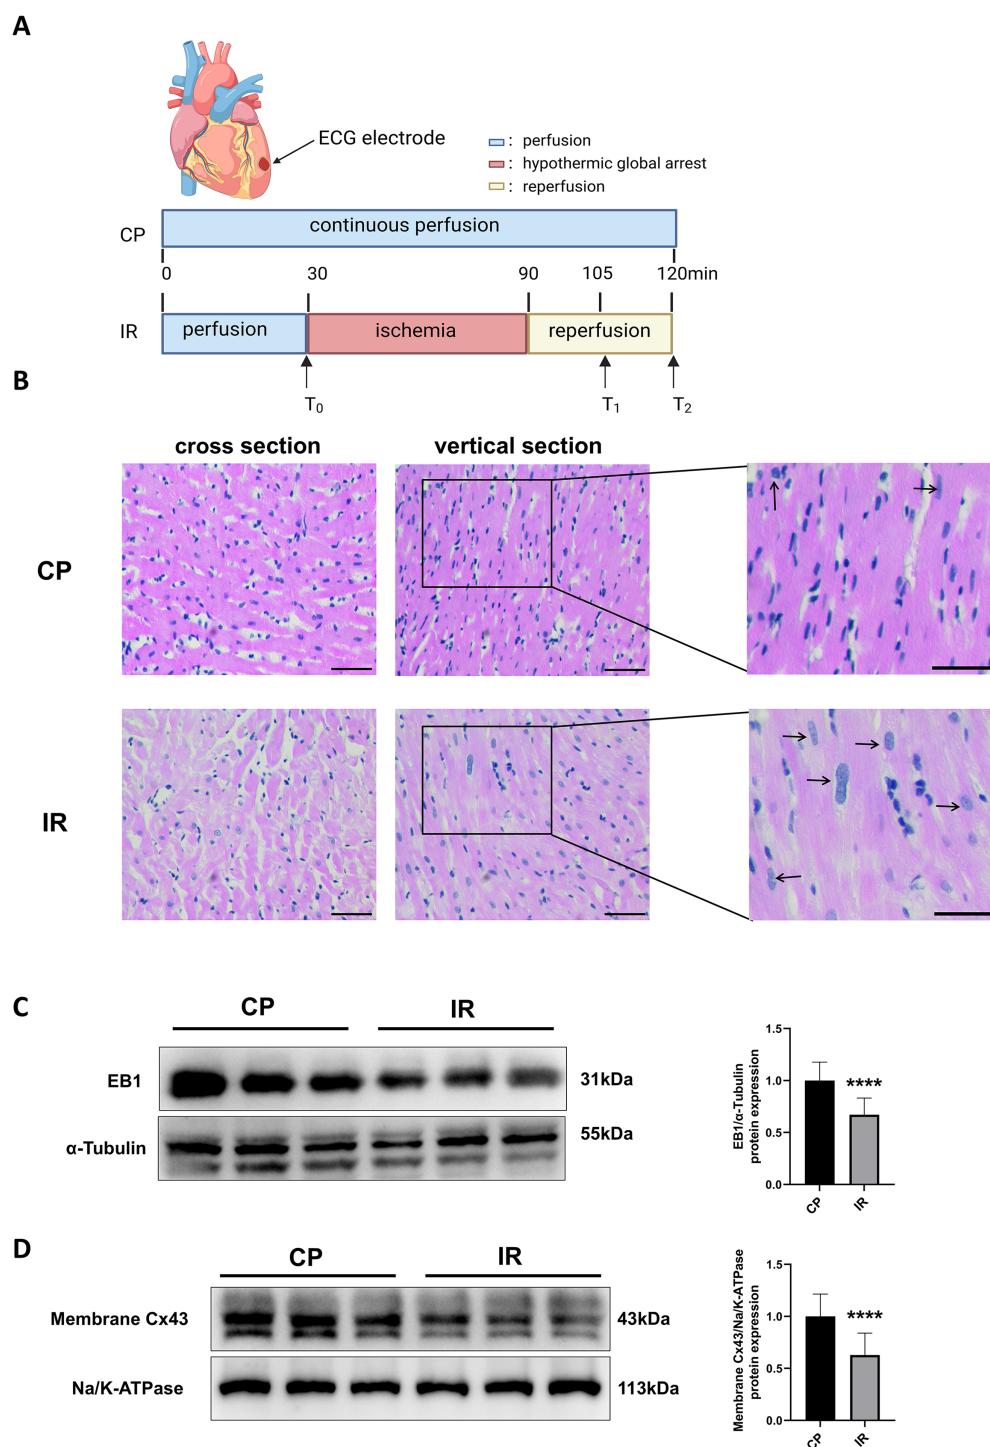 A
ECG electrode
: perfusion
: hypothermic global arrest
: reperfusion
CP
continuous perfusion
0 30 90 105 120min
IR
perfusion ischemia reperfusion
T0 T1 T2
B
cross section vertical section
CP
IR
C
CP IR
EB1
31kDa
α-Tubulin
55kDa
EB1/α-Tubulin
protein expression
1.5
1.0
0.5
0.0
****
CP IR
D
CP IR
Membrane Cx43
43kDa
Na/K-ATPase
113kDa
Membrane Cx43/Na/K-ATPase
protein expression
1.5
1.0
0.5
0.0
****
CP IR